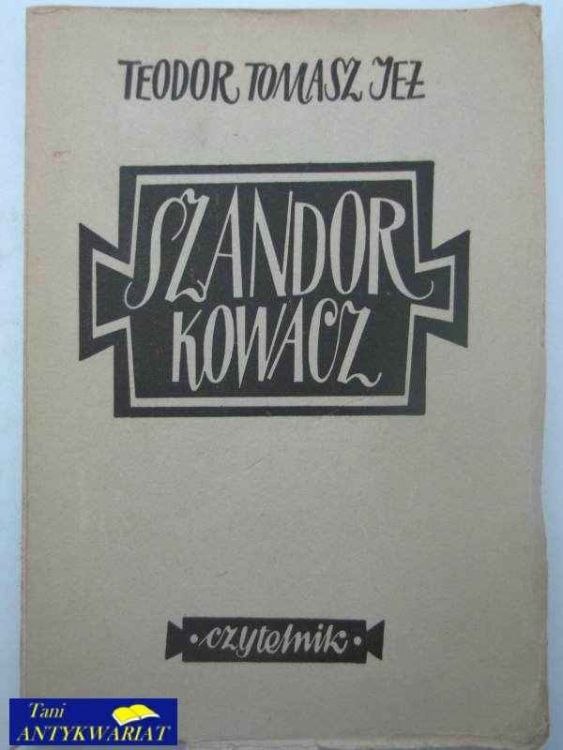 TEODOR TOMASZ JEŻ
SZANDOR
KOWACZ
• czytelnik •
Tani
ANTYKWARIAT